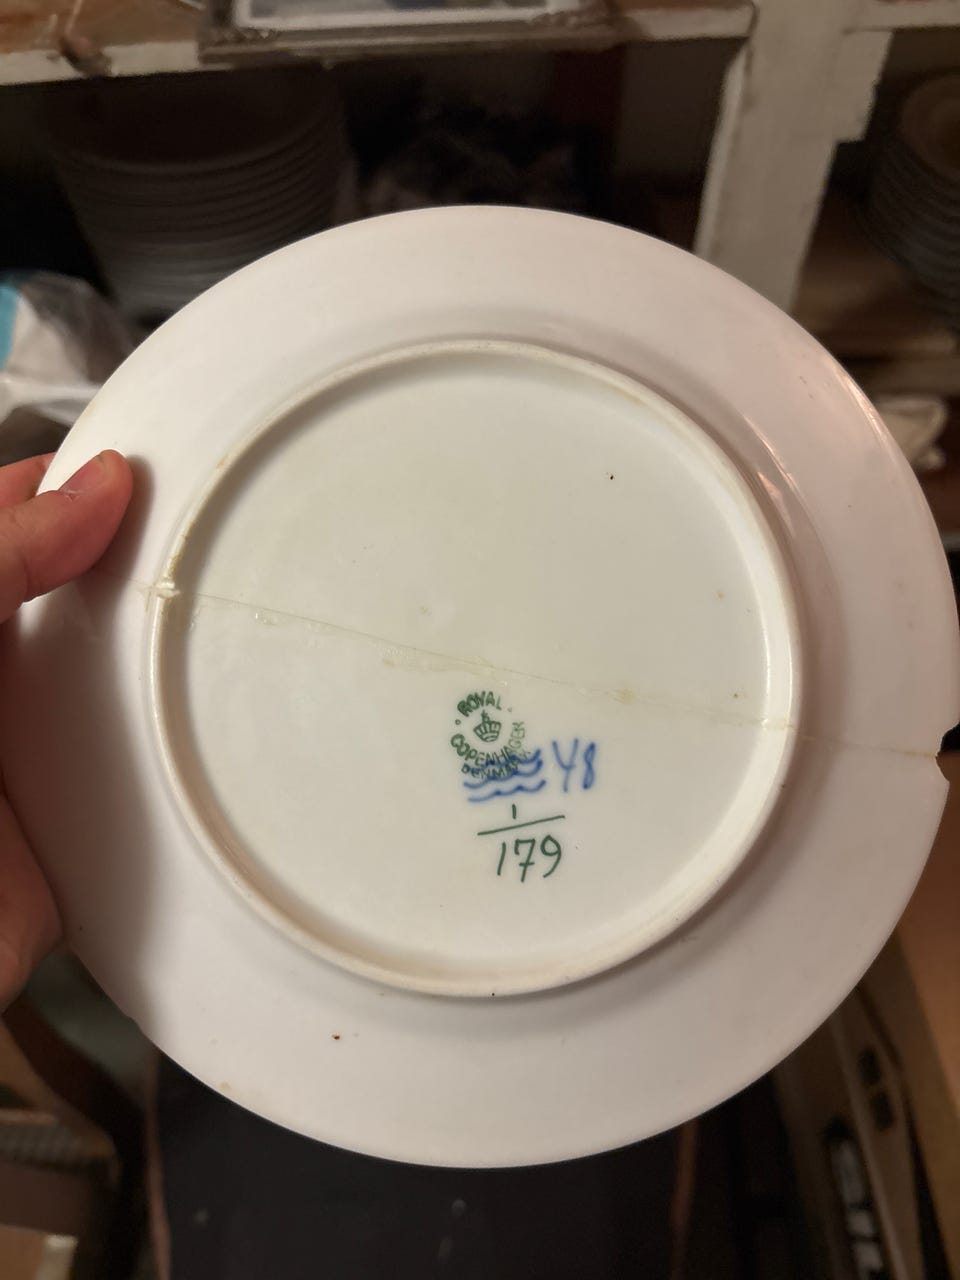 ROYAL
COPENHAGEN
DENMARK
48
1
179